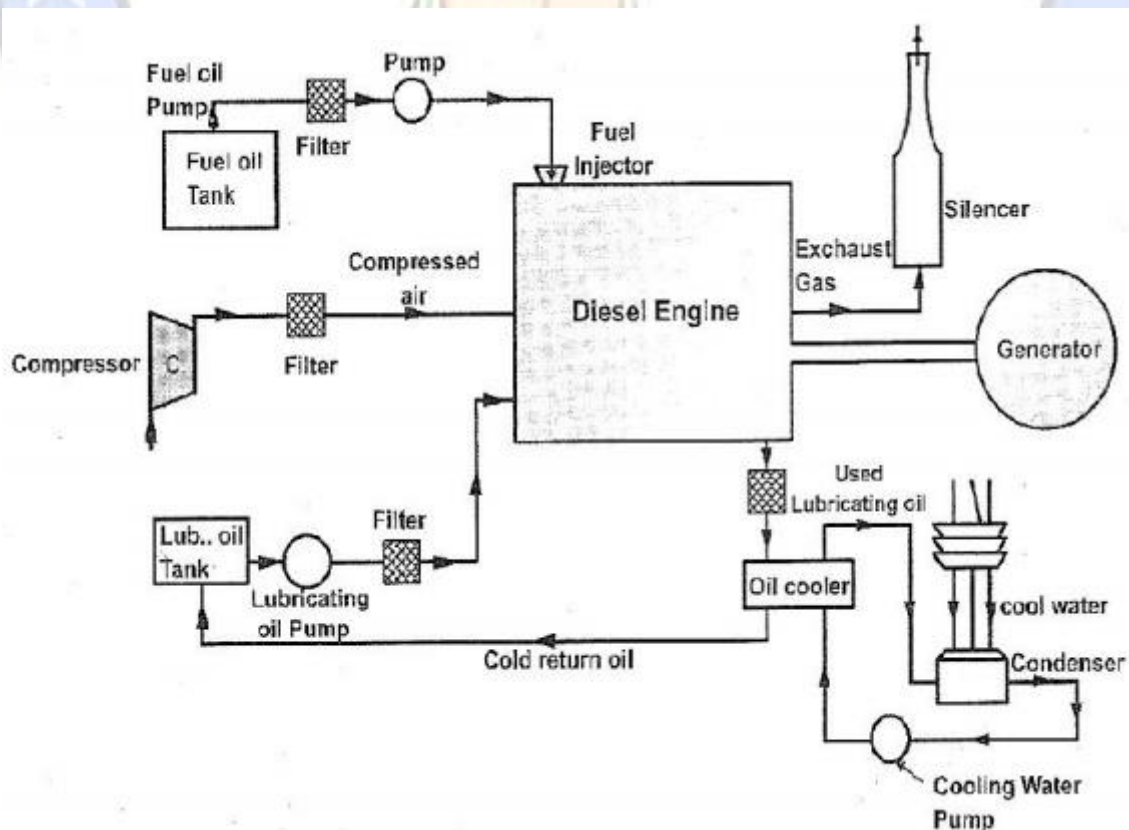 Fuel oil
Pump
Pump
Filter
Fuel oil
Tank
Fuel
Injector
Silencer
Compressed
air
Exchaust
Gas
Diesel Engine
Generator
Compressor
C
Filter
Used
Lubricating oil
Filter
Lub.. oil
Tank
Lubricating
oil Pump
Oil cooler
cool water
Cold return oil
Condenser
Cooling Water
Pump